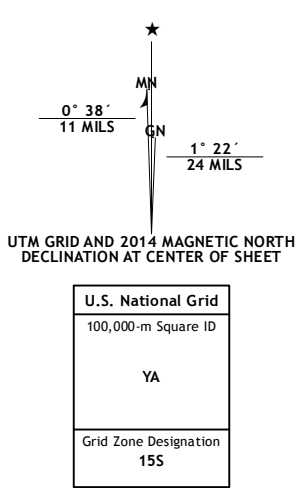 ★
MN
0° 38´
11 MILS
GN
1° 22´
24 MILS
UTM GRID AND 2014 MAGNETIC NORTH
DECLINATION AT CENTER OF SHEET
U.S. National Grid
100,000-m Square ID
YA
Grid Zone Designation
15S